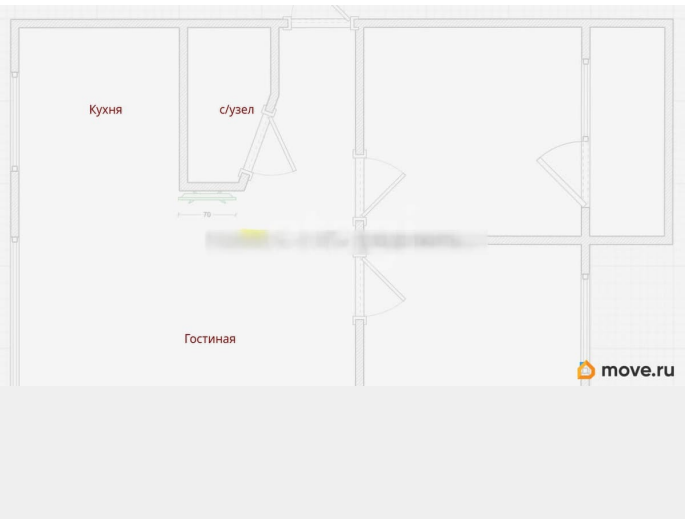 Кухня
с/узел
70
Гостиная
move.ru